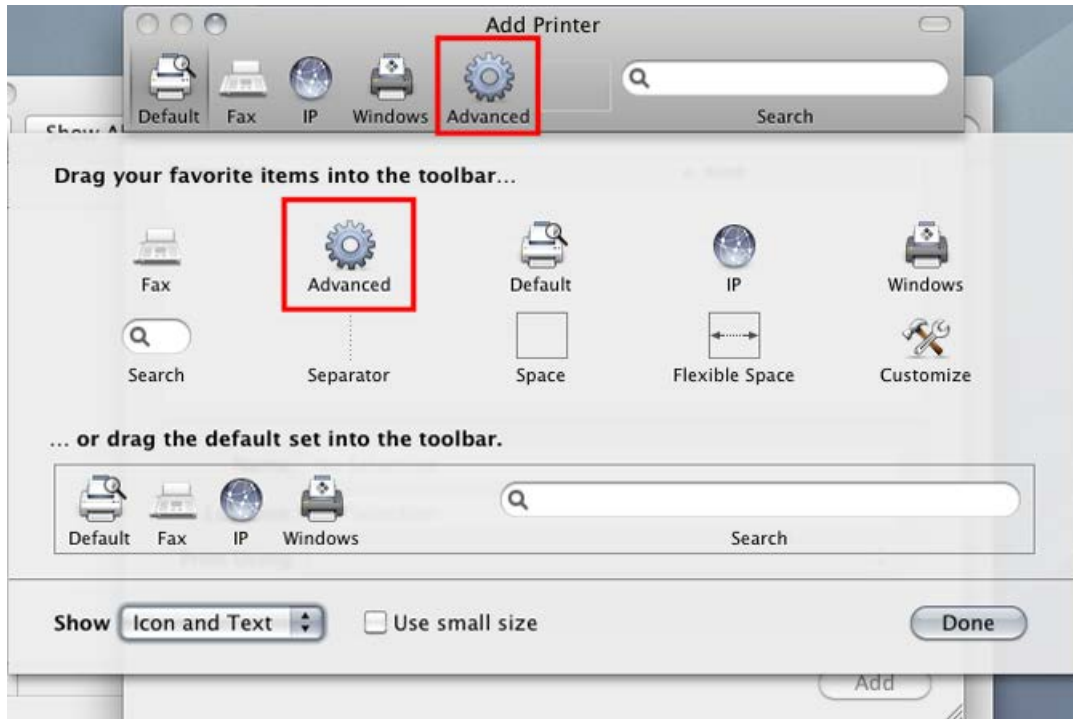 Add Printer
Default Fax IP Windows Advanced Search
Drag your favorite items into the toolbar...
Fax Advanced Default IP Windows
Search Separator Space Flexible Space Customize
... or drag the default set into the toolbar.
Default Fax IP Windows Search
Show Icon and Text Use small size Done
Add